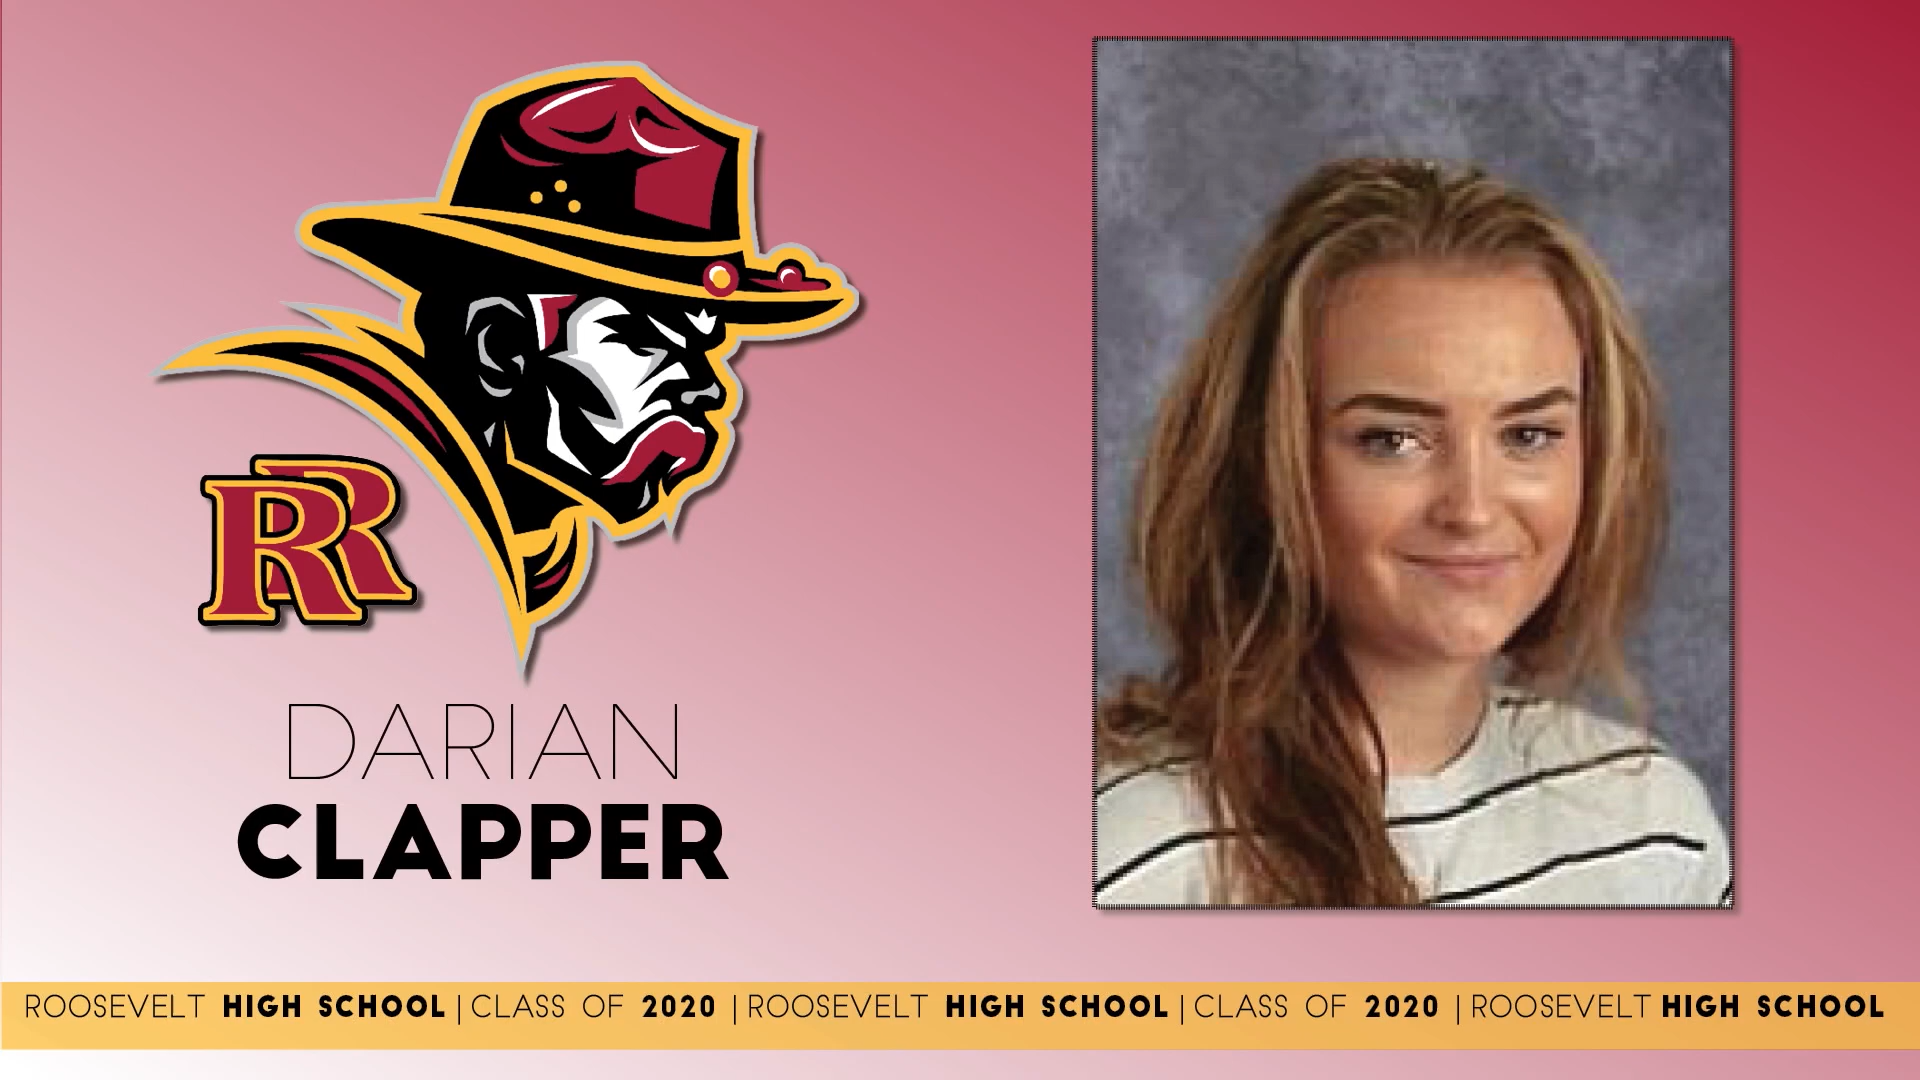 RR
DARIAN
CLAPPER
ROOSEVELT HIGH SCHOOL | CLASS OF 2020 | ROOSEVELT HIGH SCHOOL | CLASS OF 2020 | ROOSEVELT HIGH SCHOOL